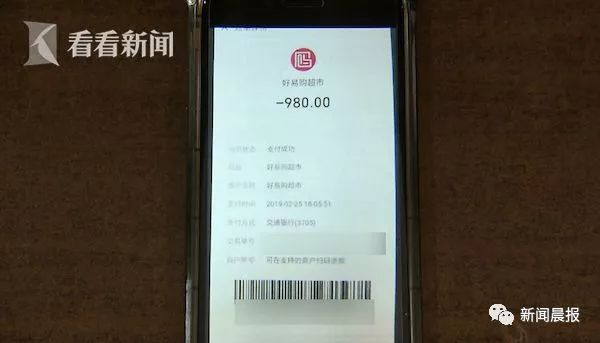 看看新闻
购
好易购超市
-980.00
当前状态 支付成功
商品 好易购超市
商户全称 好易购超市
支付时间 2019-02-25 18:05:51
支付方式 交通银行(3705)
交易单号
商户单号 可在支持的商户扫码退款
新闻晨报